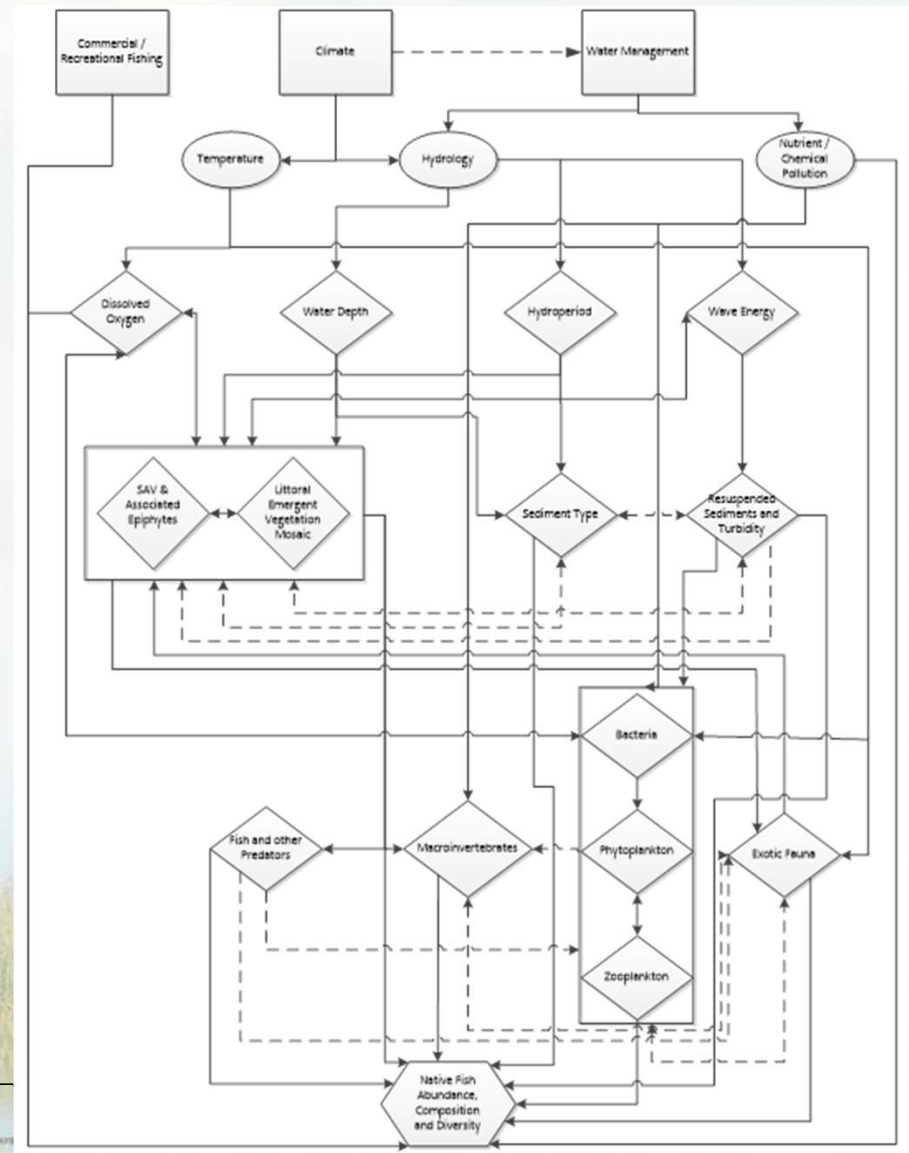 Commercial /
Recreational Fishing
Climate
Water Management
Temperature
Hydrology
Nutrient /
Chemical
Pollution
Dissolved
Oxygen
Water Depth
Hydroperiod
Wave Energy
SAV &
Associated
Epiphytes
Littoral
Emergent
Vegetation
Mosaic
Sediment Type
Resuspended
Sediments and
Turbidity
Bacteria
Fish and other
Predators
Macroinvertebrates
Phytoplankton
Exotic Fauna
Zooplankton
Native Fish
Abundance,
Composition
and Diversity